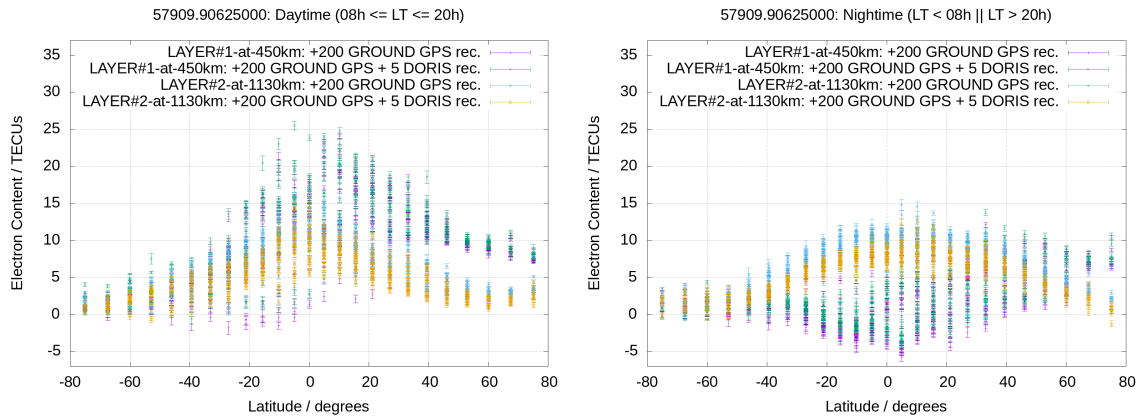 57909.90625000: Daytime (08h <= LT <= 20h)
LAYER#1-at-450km: +200 GROUND GPS rec.
LAYER#1-at-450km: +200 GROUND GPS + 5 DORIS rec.
LAYER#2-at-1130km: +200 GROUND GPS rec.
LAYER#2-at-1130km: +200 GROUND GPS + 5 DORIS rec.
Electron Content / TECUs
35
30
25
20
15
10
5
0
-5
-80 -60 -40 -20 0 20 40 60 80
Latitude / degrees
57909.90625000: Nightime (LT < 08h || LT > 20h)
LAYER#1-at-450km: +200 GROUND GPS rec.
LAYER#1-at-450km: +200 GROUND GPS + 5 DORIS rec.
LAYER#2-at-1130km: +200 GROUND GPS rec.
LAYER#2-at-1130km: +200 GROUND GPS + 5 DORIS rec.
Electron Content / TECUs
35
30
25
20
15
10
5
0
-5
-80 -60 -40 -20 0 20 40 60 80
Latitude / degrees